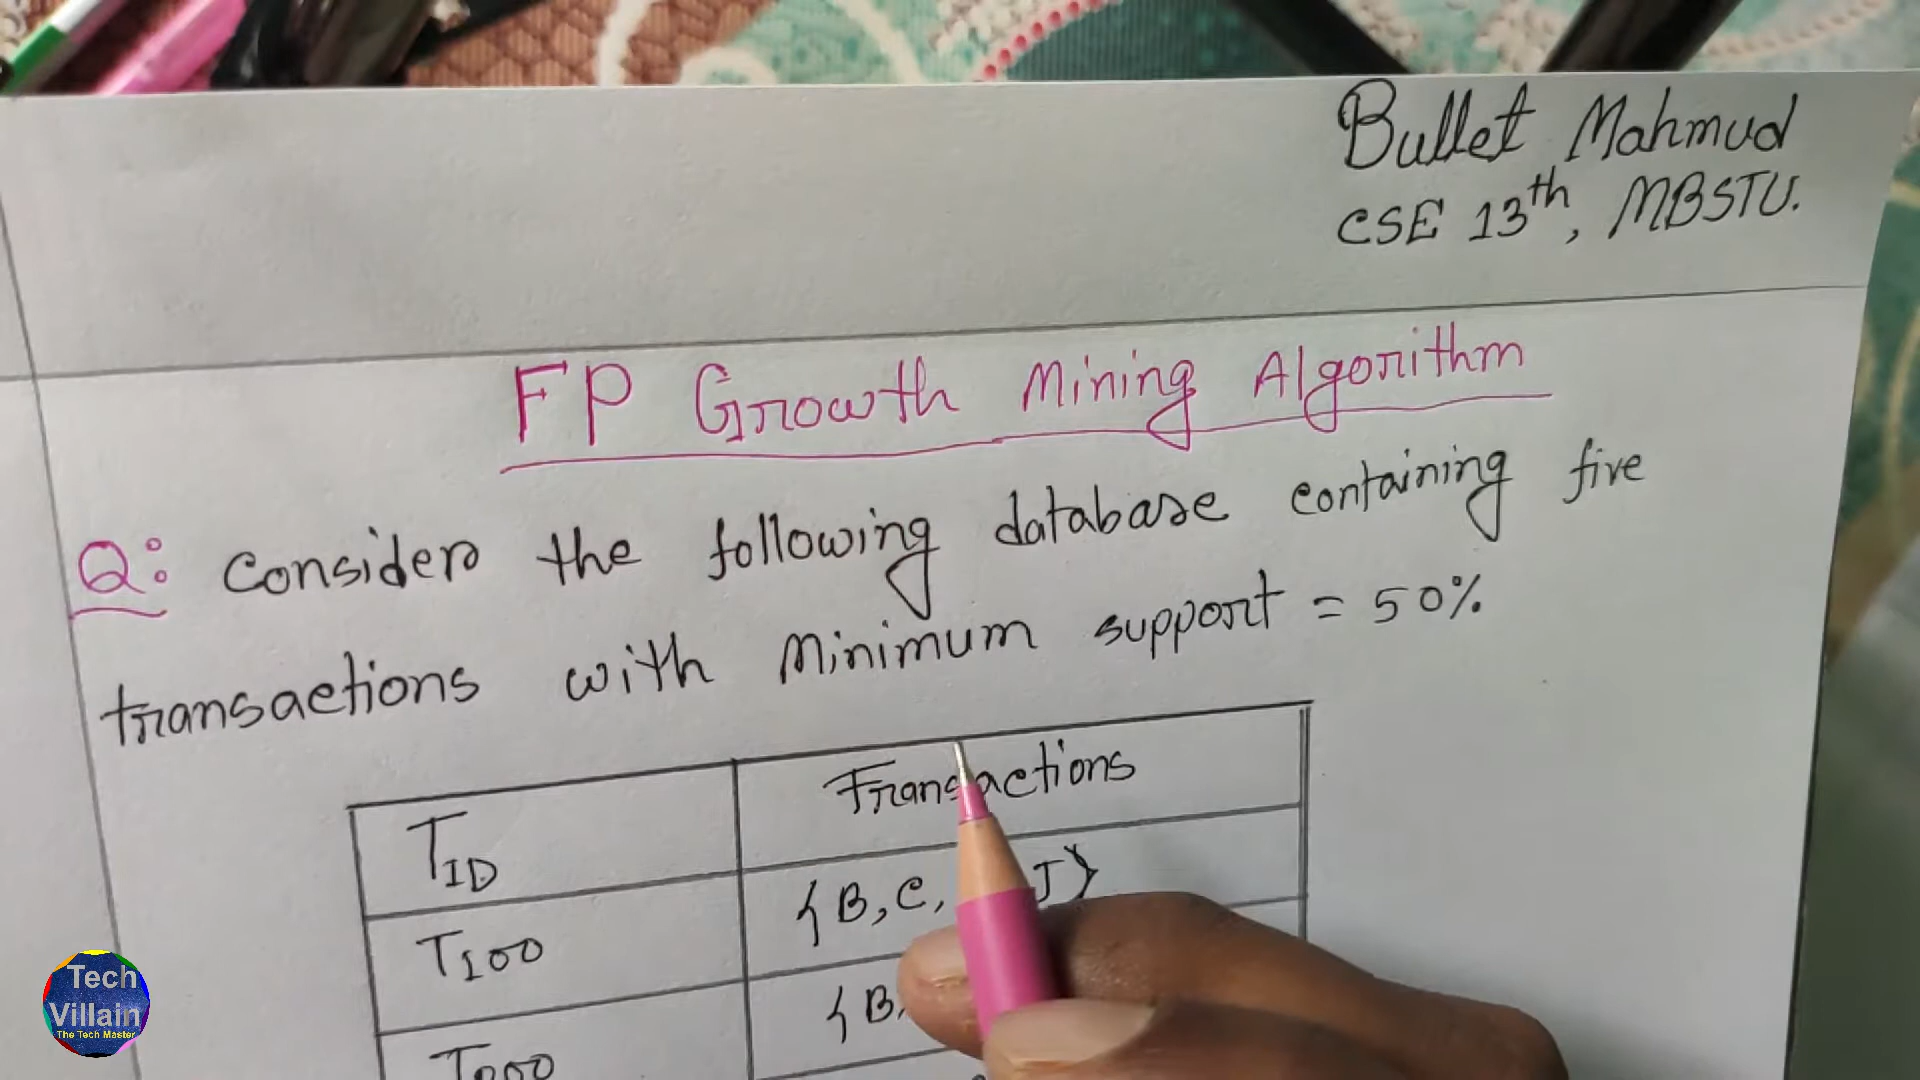 Bullet Mahmud
CSE 13th, MBSTU.
FP Growth Mining Algorithm
Q: Consider the following database containing five
transactions with Minimum support = 50%
TID Transactions
T100 {B, C, J}
T200 {B,
Tech
Villain
The Tech Master